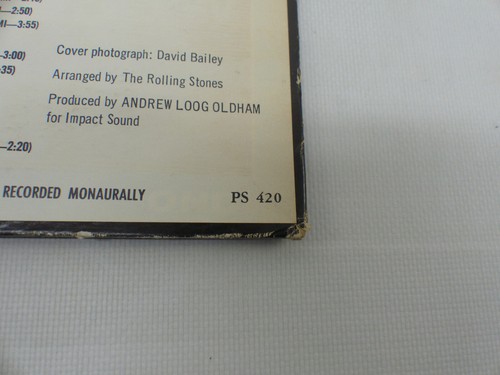 —2:50)
—3:55)
—3:00)
Cover photograph: David Bailey
:35)
Arranged by The Rolling Stones
Produced by ANDREW LOOG OLDHAM
for Impact Sound
—2:20)
RECORDED MONAURALLY
PS 420